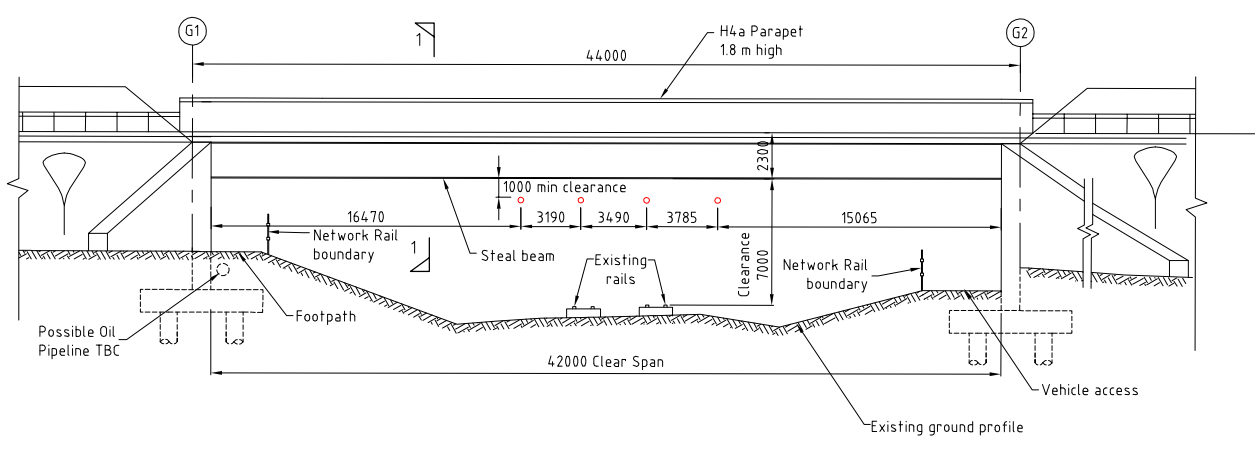 G1
G2
1
H4a Parapet
1.8 m high
44000
2300
1000 min clearance
16470
3190
3490
3785
15065
Network Rail
boundary
1
Steal beam
Existing
rails
Clearance
7000
Network Rail
boundary
Footpath
Possible Oil
Pipeline TBC
42000 Clear Span
Vehicle access
Existing ground profile